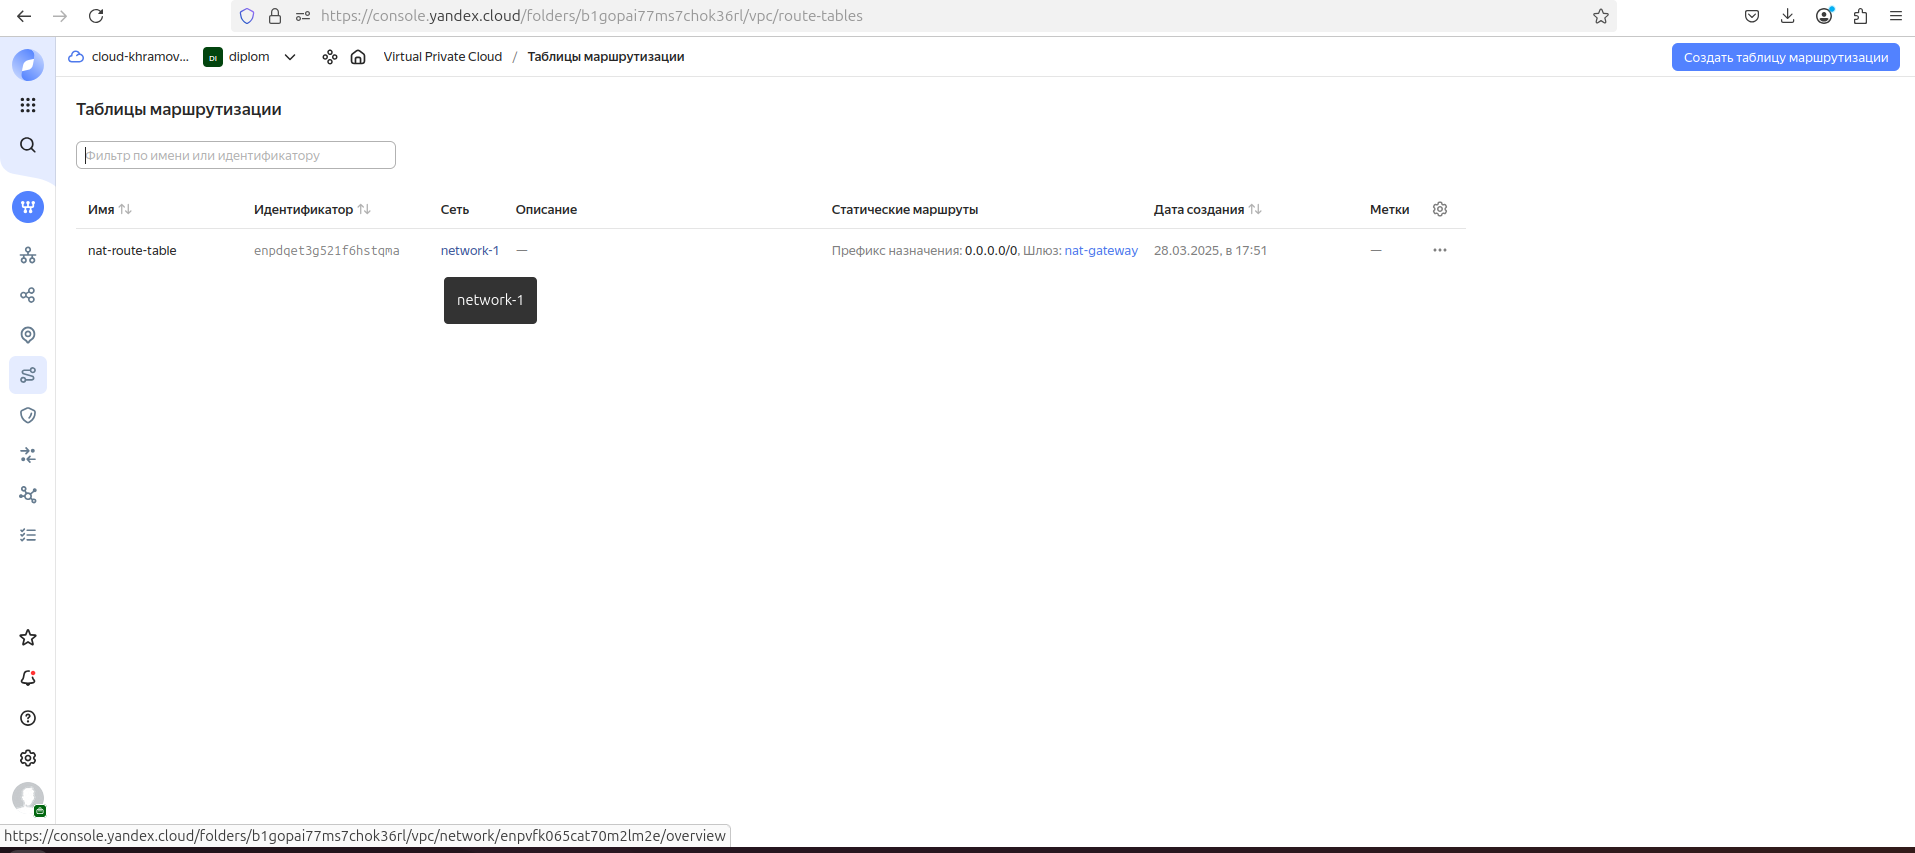 https://console.yandex.cloud/folders/b1gopai77ms7chok36rl/vpc/route-tables
cloud-khramov... DI diplom Virtual Private Cloud / Таблицы маршрутизации Создать таблицу маршрутизации
Таблицы маршрутизации
Фильтр по имени или идентификатору
Имя Идентификатор Сеть Описание Статические маршруты Дата создания Метки
nat-route-table enpdqet3g521f6hstqma network-1 — Префикс назначения: 0.0.0.0/0, Шлюз: nat-gateway 28.03.2025, в 17:51 —
network-1
https://console.yandex.cloud/folders/b1gopai77ms7chok36rl/vpc/network/enpvfk065cat70m2lm2e/overview